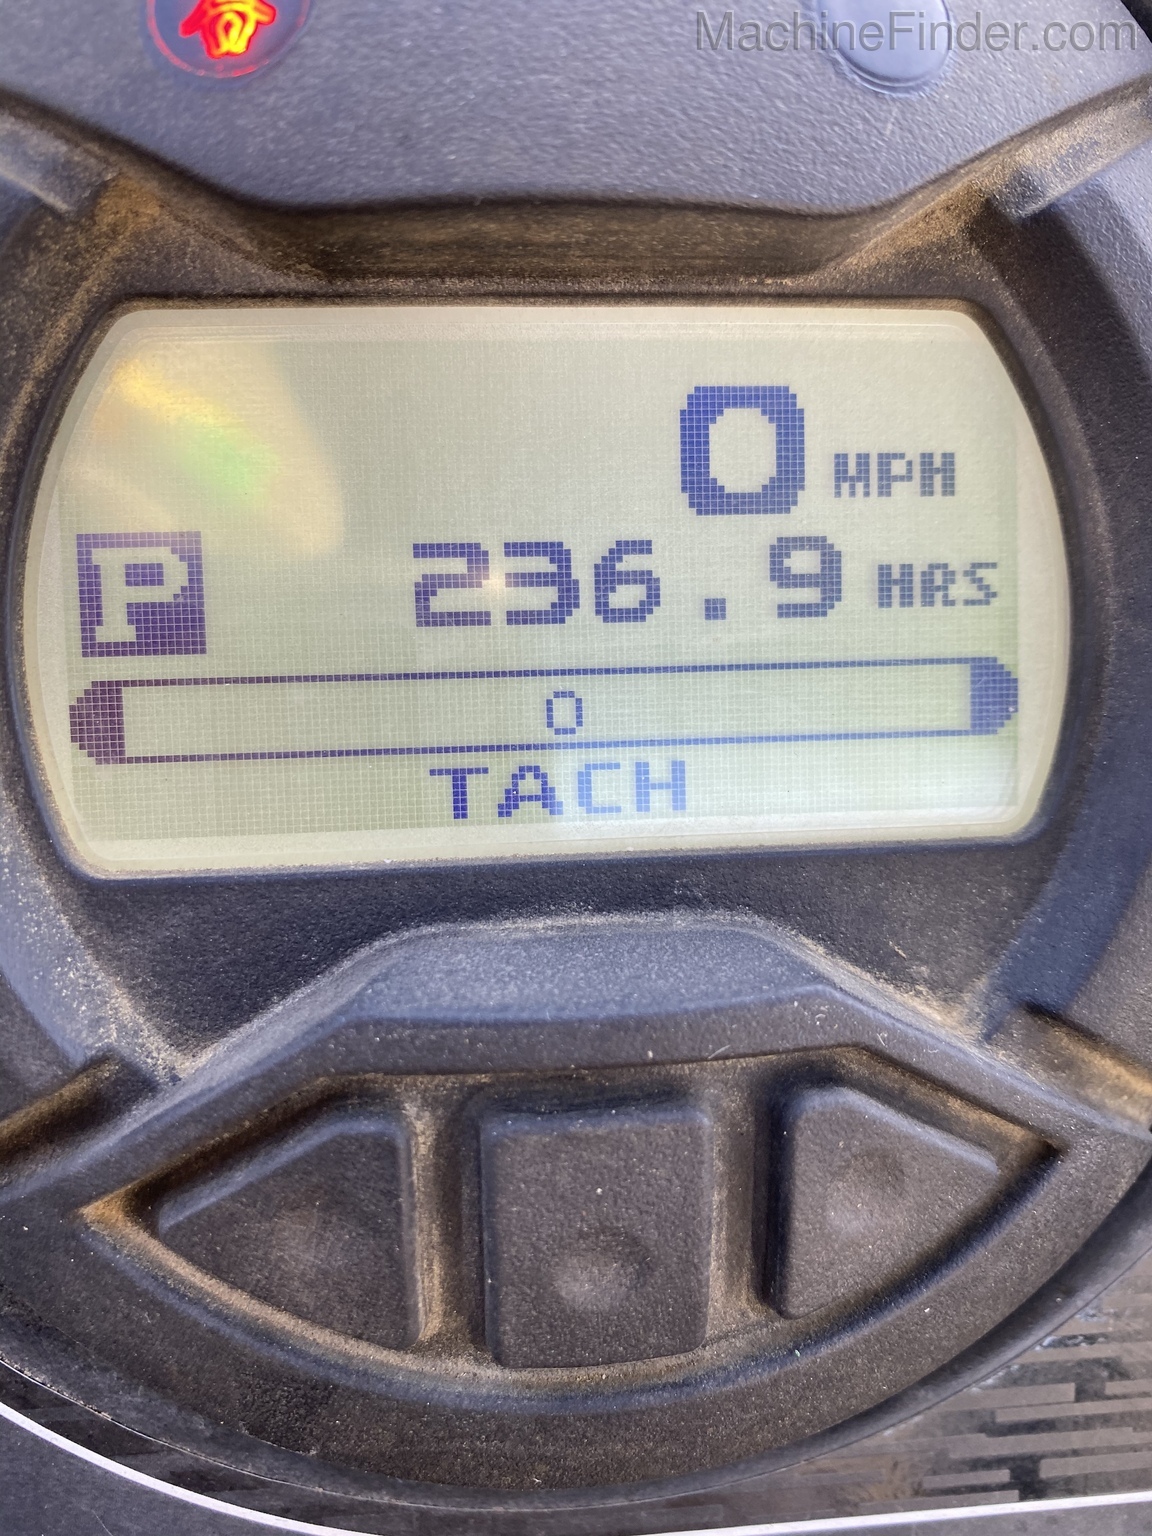 MachineFinder.com
0 MPH
P 236.9 HRS
0
TACH